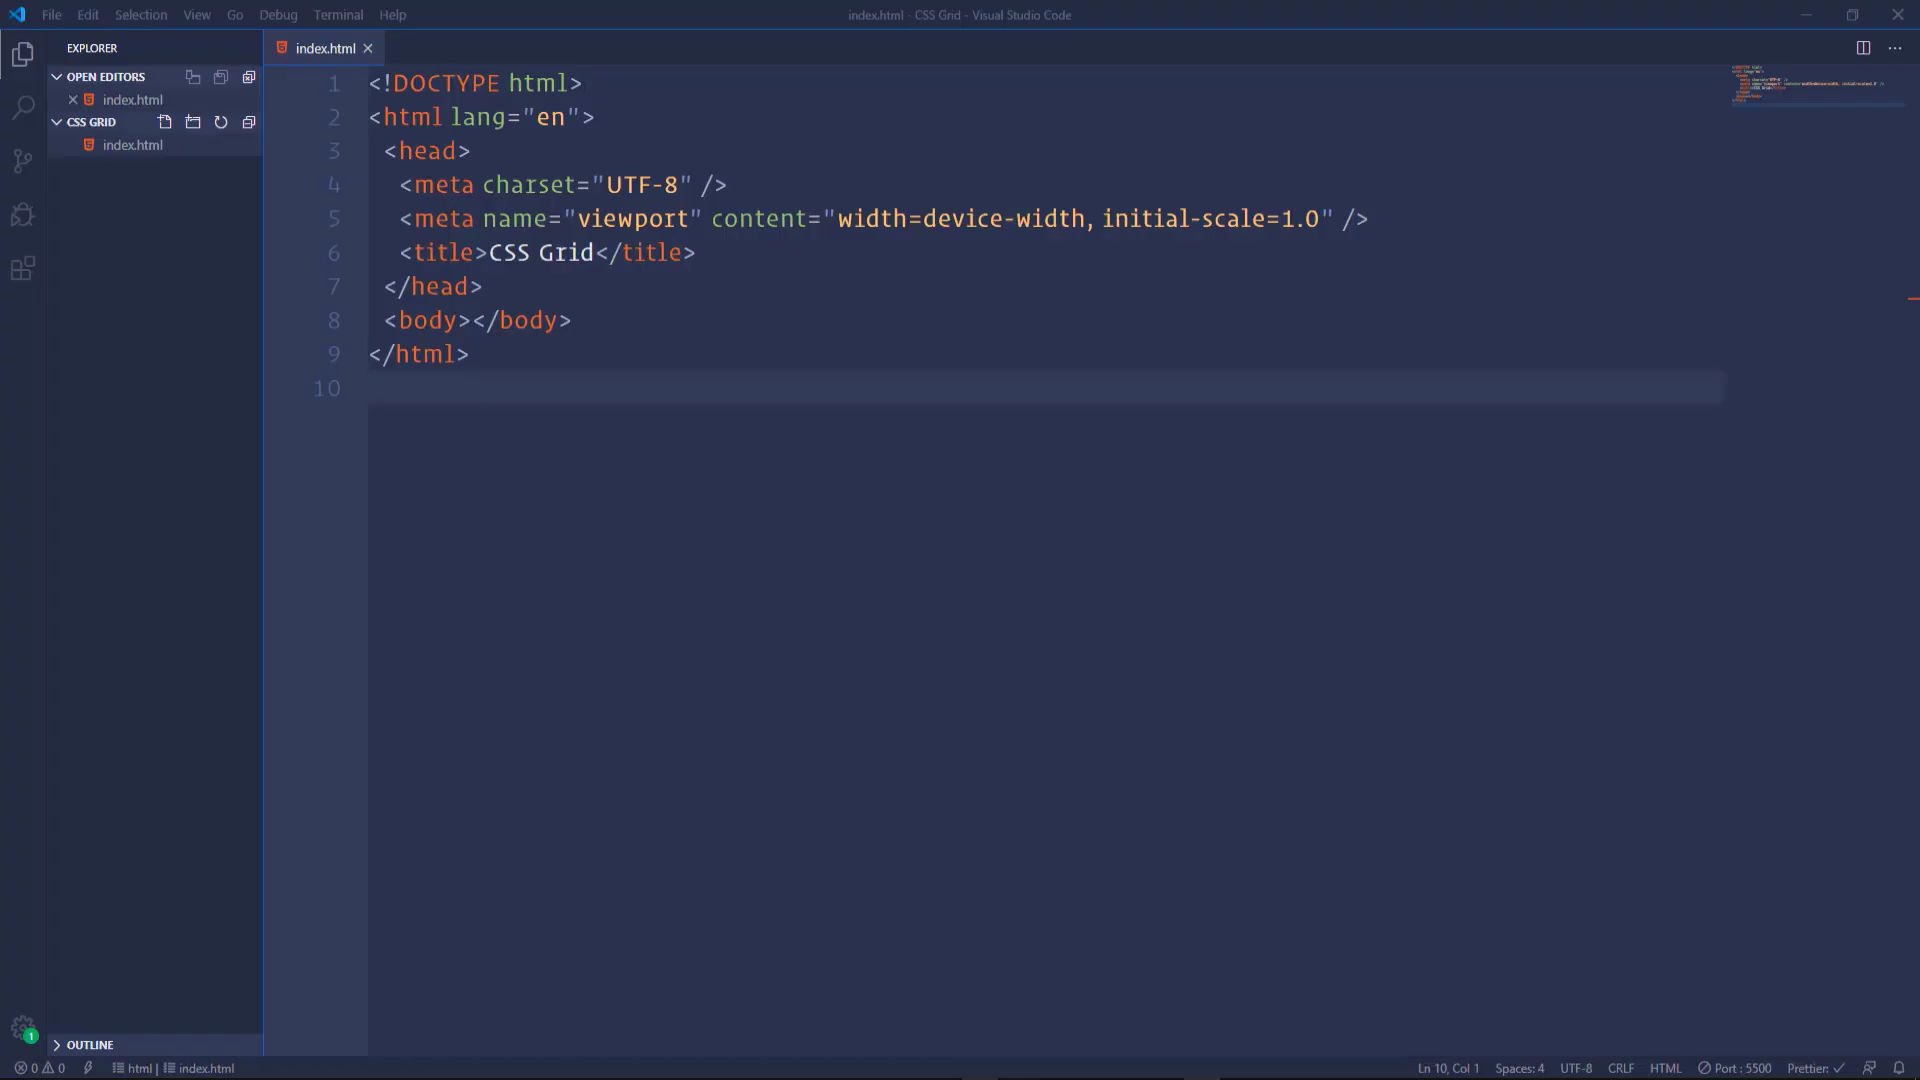 File Edit Selection View Go Debug Terminal Help
index.html - CSS Grid - Visual Studio Code
EXPLORER
OPEN EDITORS
index.html
CSS GRID
index.html
OUTLINE
index.html
1 <!DOCTYPE html>
2 <html lang="en">
3 <head>
4 <meta charset="UTF-8" />
5 <meta name="viewport" content="width=device-width, initial-scale=1.0" />
6 <title>CSS Grid</title>
7 </head>
8 <body></body>
9 </html>
10
1
0 0 html | index.html
Ln 10, Col 1 Spaces: 4 UTF-8 CRLF HTML Port : 5500 Prettier: ✓